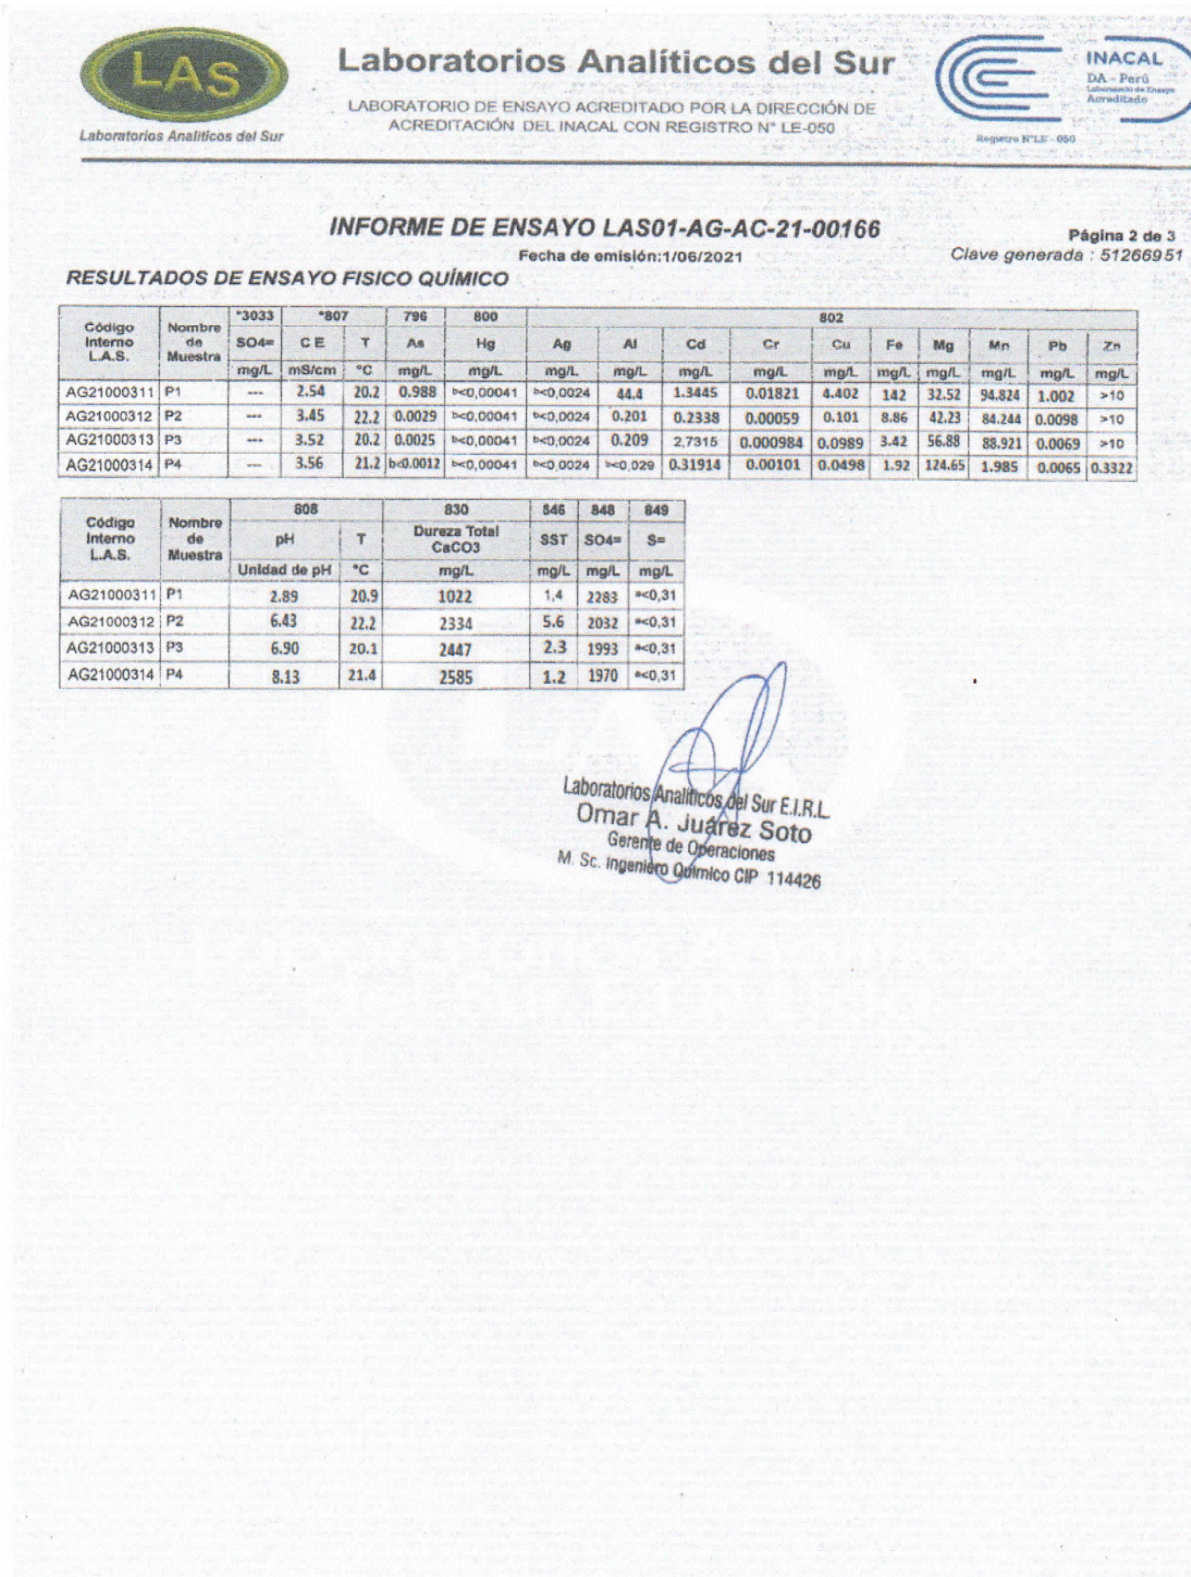 LAS
Laboratorios Analíticos del Sur
Laboratorios Analíticos del Sur
LABORATORIO DE ENSAYO ACREDITADO POR LA DIRECCIÓN DE
ACREDITACIÓN DEL INACAL CON REGISTRO N° LE-050
INACAL
DA - Perú
Laboratorio de Ensayo
Acreditado
Registro N°LE - 050
INFORME DE ENSAYO LAS01-AG-AC-21-00166
Página 2 de 3
Fecha de emisión:1/06/2021
Clave generada : 51266951
RESULTADOS DE ENSAYO FISICO QUÍMICO
Código Interno L.A.S. Nombre de Muestra *3033 *807 796 800 802
SO4= C E T As Hg Ag Al Cd Cr Cu Fe Mg Mn Pb Zn
mg/L mS/cm °C mg/L mg/L mg/L mg/L mg/L mg/L mg/L mg/L mg/L mg/L mg/L mg/L
AG21000311 P1 --- 2.54 20.2 0.988 b<0,00041 b<0,0024 44.4 1.3445 0.01821 4.402 142 32.52 94.824 1.002 >10
AG21000312 P2 --- 3.45 22.2 0.0029 b<0,00041 b<0,0024 0.201 0.2338 0.00059 0.101 8.86 42.23 84.244 0.0098 >10
AG21000313 P3 --- 3.52 20.2 0.0025 b<0,00041 b<0,0024 0.209 2,7315 0.000984 0.0989 3.42 56.88 88.921 0.0069 >10
AG21000314 P4 --- 3.56 21.2 b<0.0012 b<0,00041 b<0,0024 b<0,029 0.31914 0.00101 0.0498 1.92 124.65 1.985 0.0065 0.3322
Código Interno L.A.S. Nombre de Muestra 808 830 846 848 849
pH T Dureza Total CaCO3 SST SO4= S=
Unidad de pH °C mg/L mg/L mg/L mg/L
AG21000311 P1 2.89 20.9 1022 1,4 2283 a<0,31
AG21000312 P2 6.43 22.2 2334 5.6 2032 a<0,31
AG21000313 P3 6.90 20.1 2447 2.3 1993 a<0,31
AG21000314 P4 8.13 21.4 2585 1.2 1970 a<0,31
Laboratorios Analíticos del Sur E.I.R.L.
Omar A. Juárez Soto
Gerente de Operaciones
M. Sc. Ingeniero Químico CIP 114426